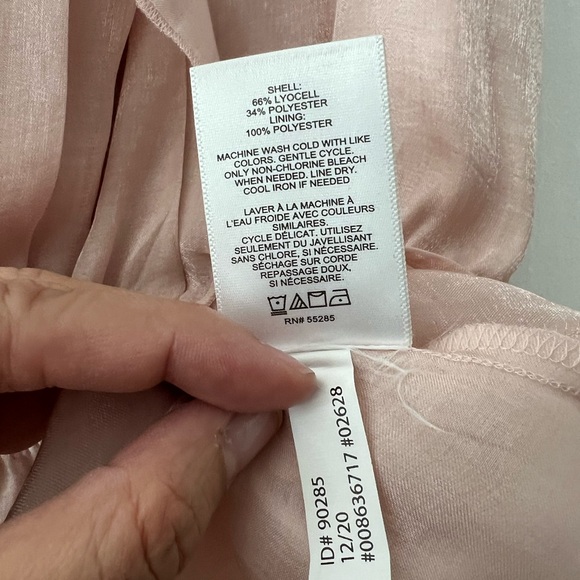 SHELL:
66% LYOCELL
34% POLYESTER
LINING:
100% POLYESTER
MACHINE WASH COLD WITH LIKE
COLORS. GENTLE CYCLE.
ONLY NON-CHLORINE BLEACH
WHEN NEEDED. LINE DRY.
COOL IRON IF NEEDED
LAVER À LA MACHINE À
L'EAU FROIDE AVEC COULEURS
SIMILAIRES.
CYCLE DÉLICAT. UTILISEZ
SEULEMENT DU JAVELLISANT
SANS CHLORE, SI NÉCESSAIRE.
SÉCHAGE SUR CORDE
REPASSAGE DOUX,
SI NÉCESSAIRE.
RN# 55285
ID# 90285
12/20
#008636717 #02628